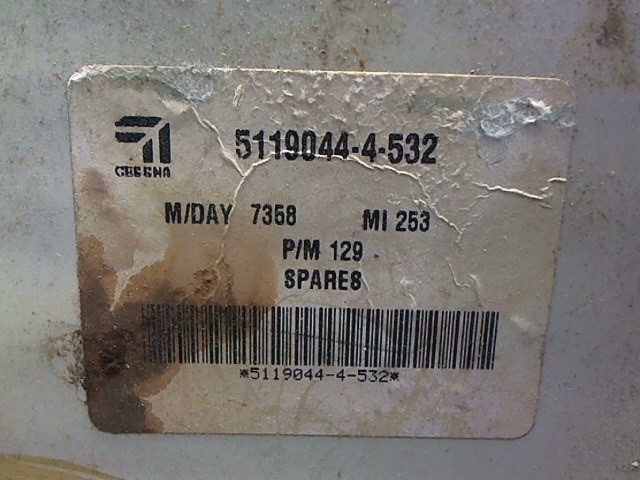 CESSNA
5119044-4-532
M/DAY 7358 MI 253
P/M 129
SPARES
*5119044-4-532*